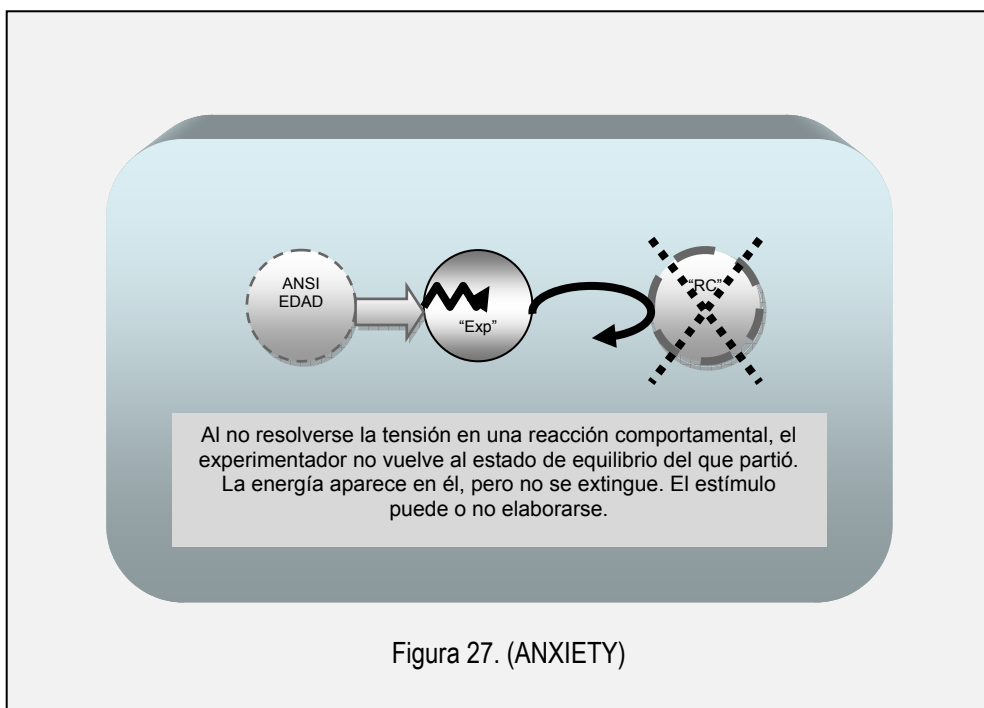 ANSI
EDAD
“Exp”
“RC”
Al no resolverse la tensión en una reacción comportamental, el
experimentador no vuelve al estado de equilibrio del que partió.
La energía aparece en él, pero no se extingue. El estímulo
puede o no elaborarse.
Figura 27. (ANXIETY)